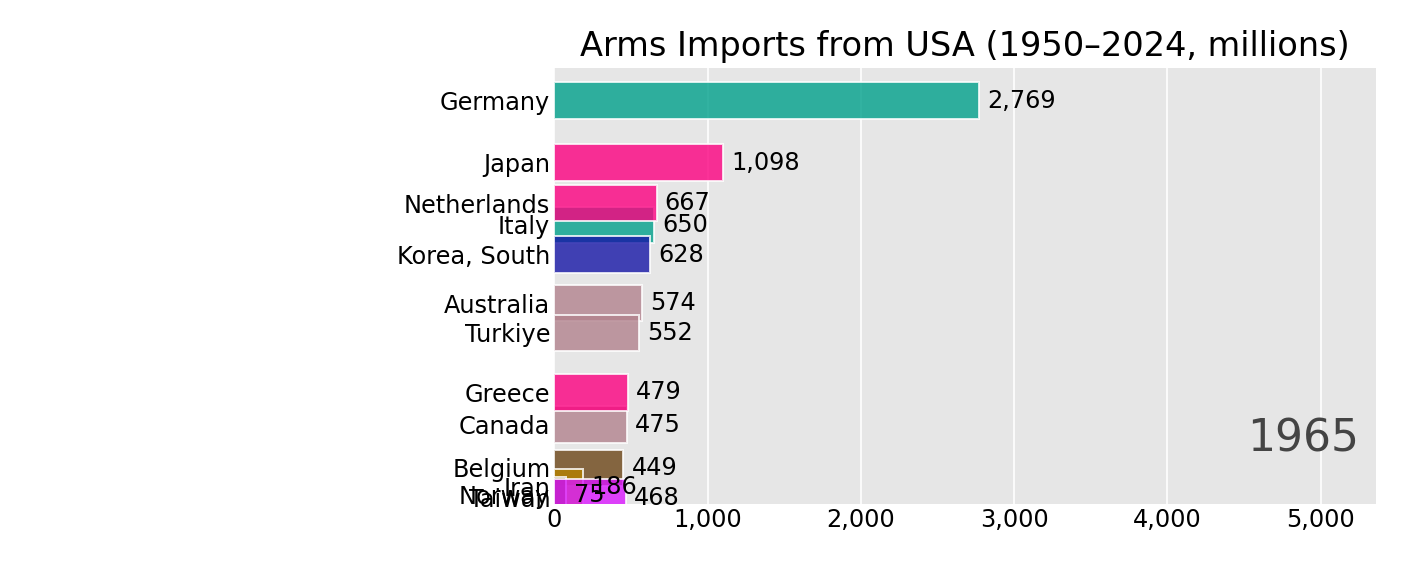 Arms Imports from USA (1950–2024, millions)
Germany 2,769
Japan 1,098
Netherlands 667
Italy 650
Korea, South 628
Australia 574
Turkiye 552
Greece 479
Canada 475
1965
Belgium 449
Iran 186
Norway 75
Taiwan 468
0 1,000 2,000 3,000 4,000 5,000